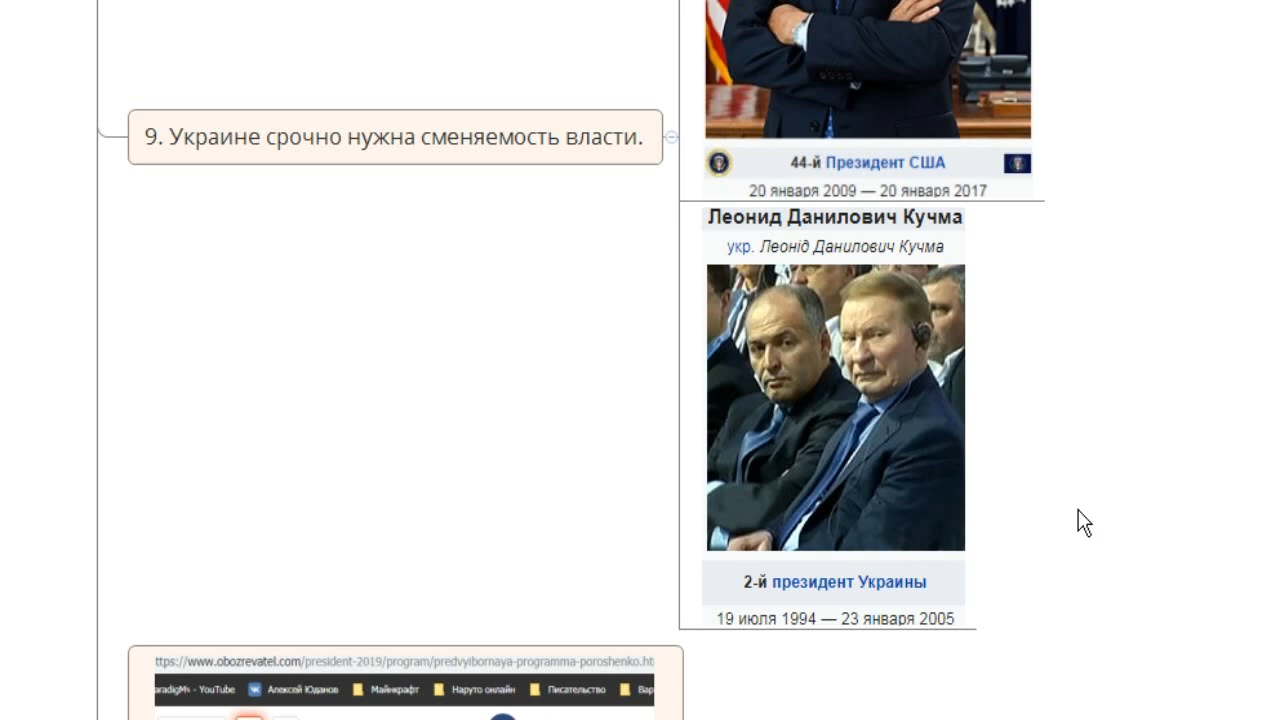 9. Украине срочно нужна сменяемость власти.
44-й Президент США
20 января 2009 — 20 января 2017
Леонид Данилович Кучма
укр. Леонід Данилович Кучма
2-й президент Украины
19 июля 1994 — 23 января 2005
ttps://www.obozrevatel.com/president-2019/program/predvyibornaya-programma-poroshenko.ht
aradigM - YouTube Алексей Юданов Майнкрафт Наруто онлайн Писательство Вар